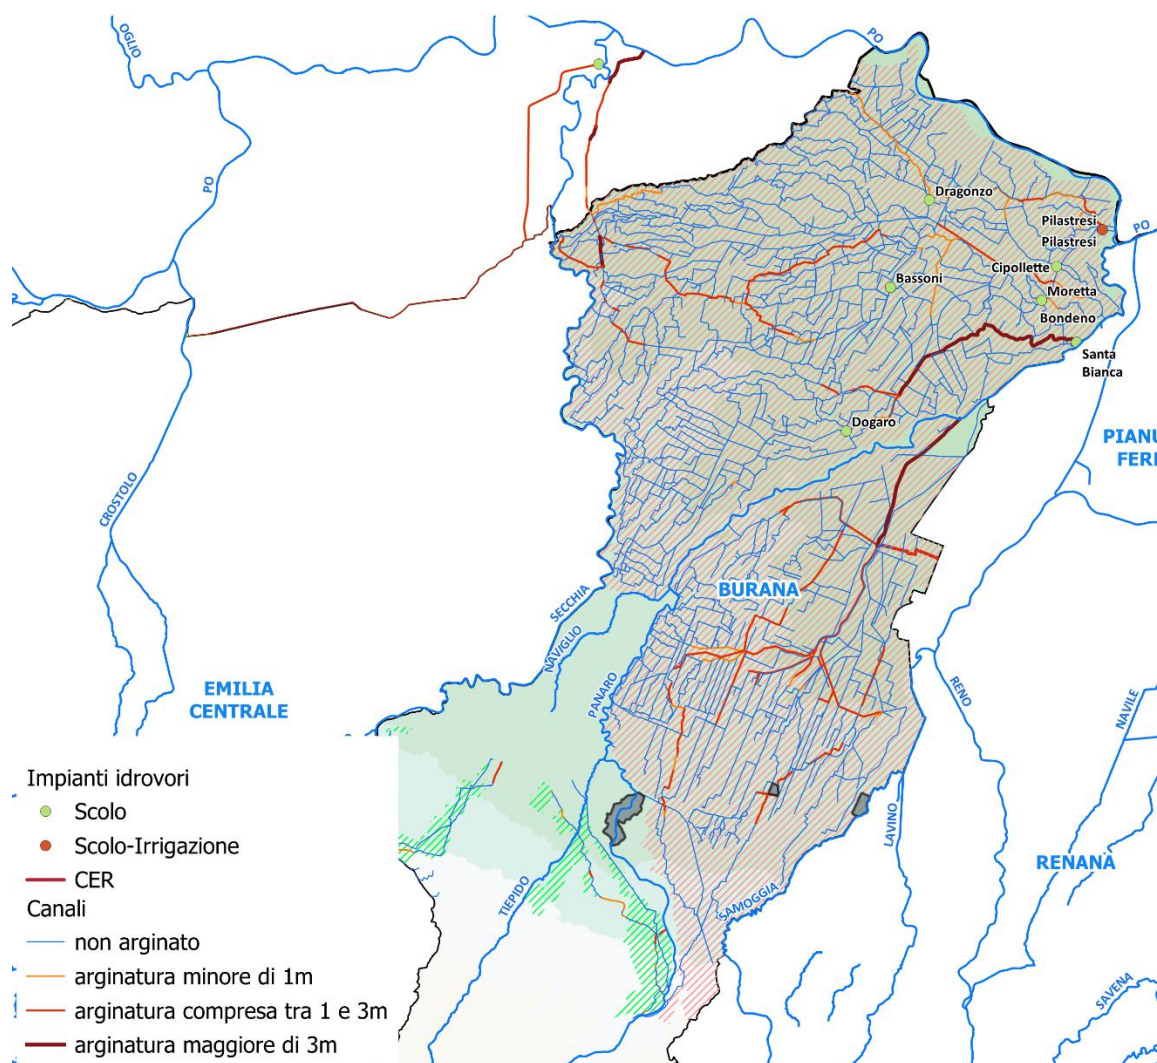 OGLIO
PO
PO
PO
Dragonzo
Pilastresi
Pilastresi
Cipollette
Bassoni
Moretta
Bondeno
Santa
Bianca
Dogaro
PIANU
FERI
CROSTOLO
SECCHIA
NAVIGLIO
PANARO
BURANA
EMILIA
CENTRALE
RENO
NAVILE
LAVINO
RENANA
TIEPIDO
SAMOGGIA
SAVENA
Impianti idrovori
Scolo
Scolo-Irrigazione
CER
Canali
non arginato
arginatura minore di 1m
arginatura compresa tra 1 e 3m
arginatura maggiore di 3m